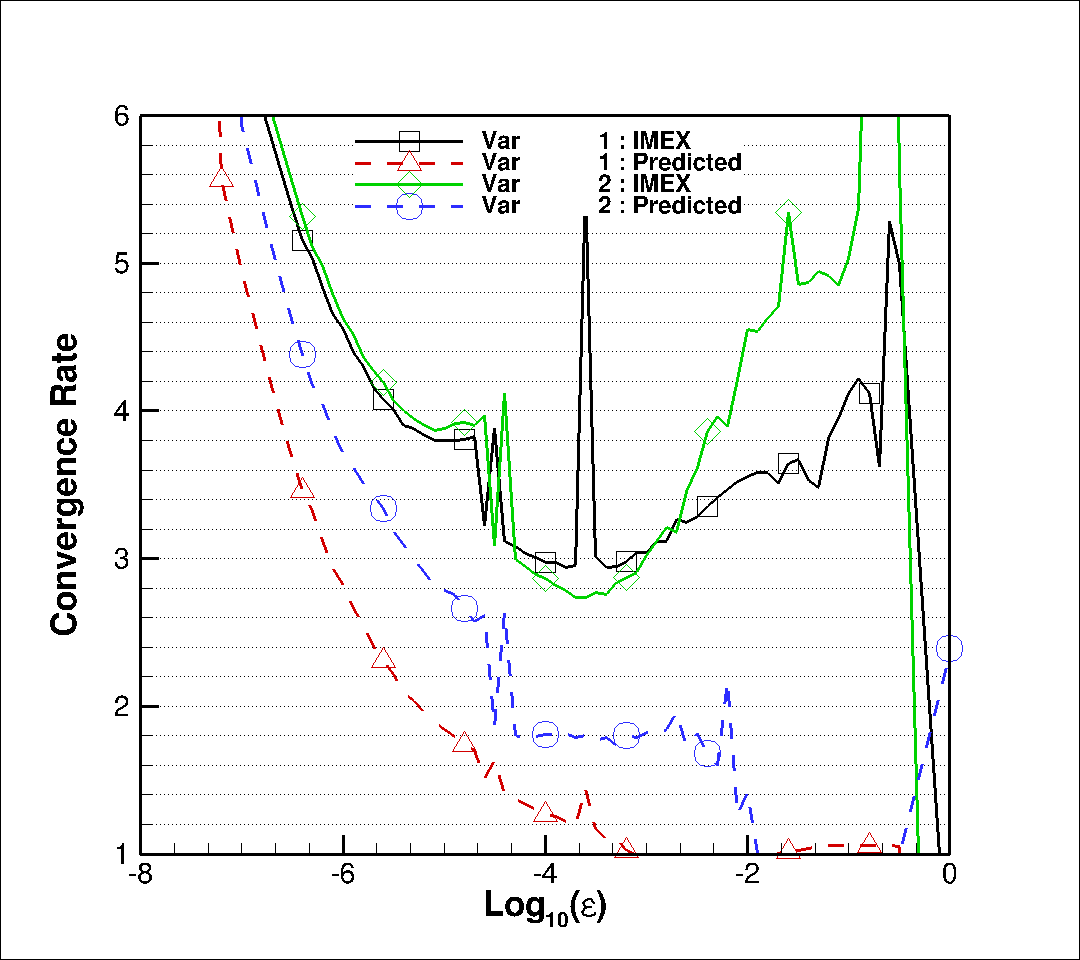 6
Var 1 : IMEX
Var 1 : Predicted
Var 2 : IMEX
Var 2 : Predicted
5
4
3
2
1
Convergence Rate
-8 -6 -4 -2 0
Log10(ε)